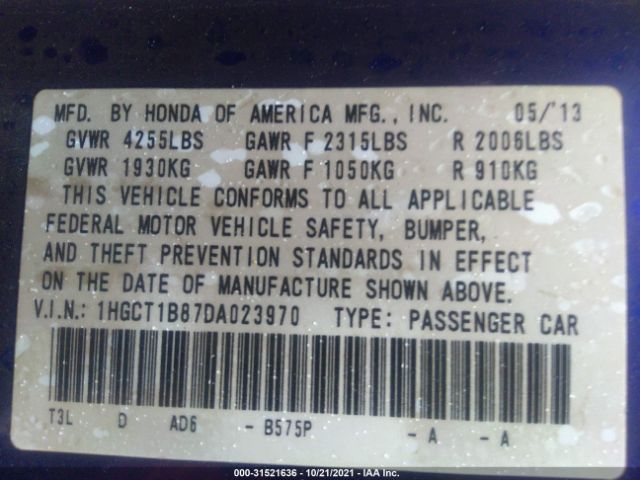 MFD. BY HONDA OF AMERICA MFG., INC. 05/'13
GVWR 4255LBS GAWR F 2315LBS R 2006LBS
GVWR 1930KG GAWR F 1050KG R 910KG
THIS VEHICLE CONFORMS TO ALL APPLICABLE
FEDERAL MOTOR VEHICLE SAFETY, BUMPER,
AND THEFT PREVENTION STANDARDS IN EFFECT
ON THE DATE OF MANUFACTURE SHOWN ABOVE.
V.I.N.: 1HGCT1B87DA023970 TYPE: PASSENGER CAR
T3L D AD6 - B575P - A - A
000-31521636 - 10/21/2021 - IAA Inc.